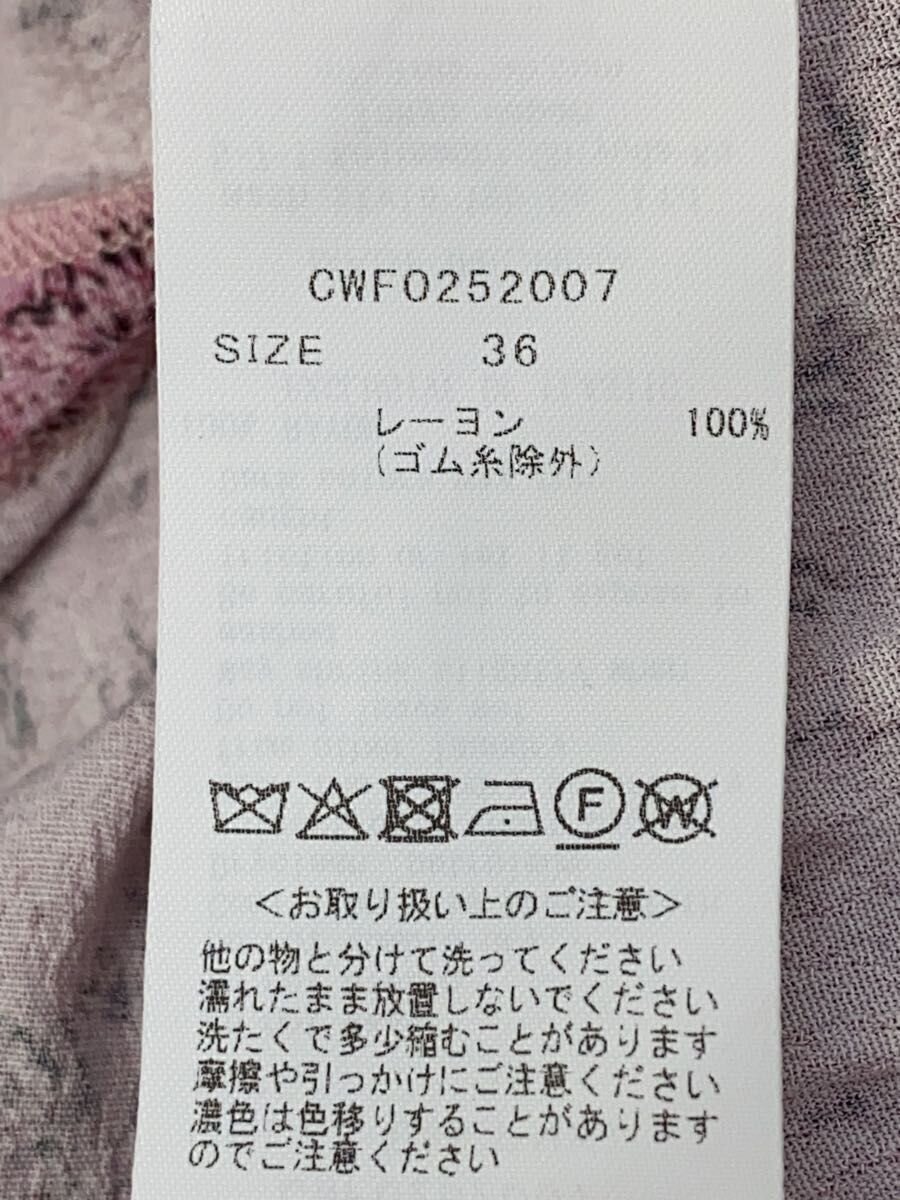 CWF0252007
SIZE 36
レーヨン 100%
(ゴム糸除外)
F W
<お取り扱い上のご注意>
他の物と分けて洗ってください
濡れたまま放置しないでください
洗たくで多少縮むことがあります
摩擦や引っかけにご注意ください
濃色は色移りすることがあります
のでご注意ください